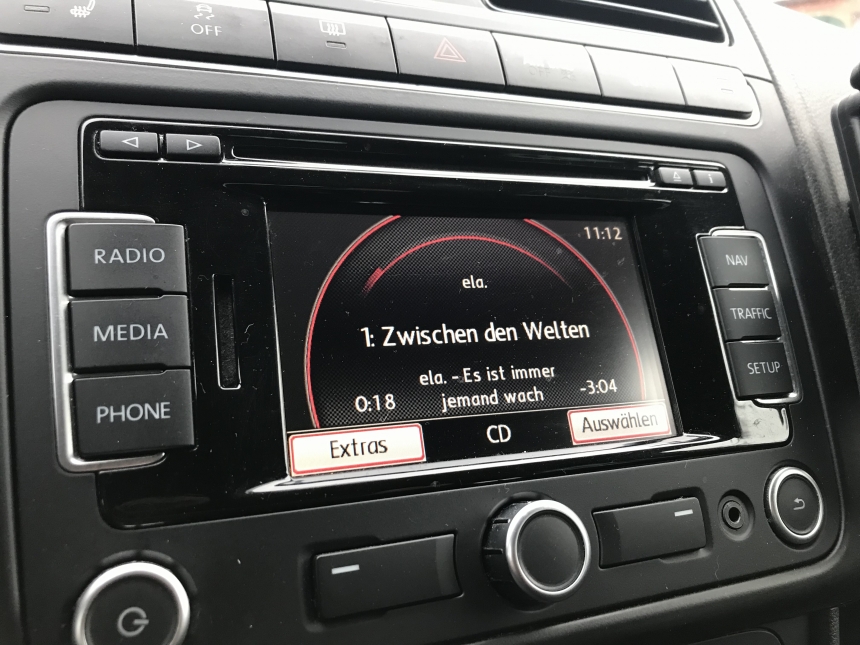 OFF
RADIO
MEDIA
PHONE
11:12
ela.
1: Zwischen den Welten
ela. - Es ist immer
jemand wach
0:18
-3:04
Extras
CD
Auswählen
NAV
TRAFFIC
SETUP